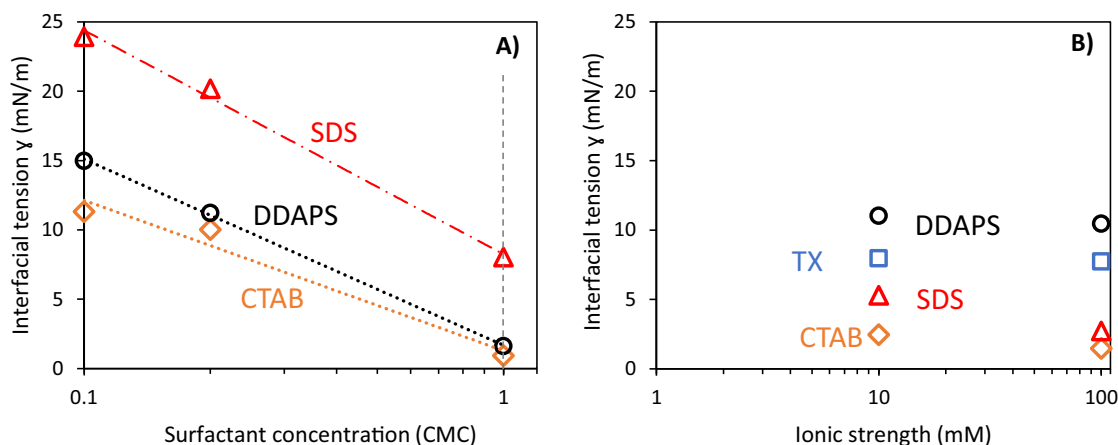 A)
Interfacial tension γ (mN/m)
25
20
15
10
5
0
SDS
DDAPS
CTAB
0.1
1
Surfactant concentration (CMC)
B)
Interfacial tension γ (mN/m)
25
20
15
10
5
0
DDAPS
TX
SDS
CTAB
1
10
100
Ionic strength (mM)